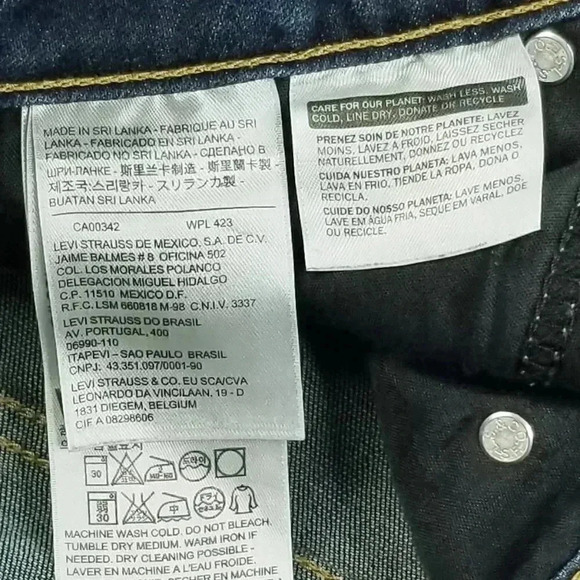 MADE IN SRI LANKA - FABRIQUE AU SRI
LANKA - FABRICADO EN SRI LANKA -
FABRICADO NO SRI LANKA - СДЕЛАНО В
ШРИ-ЛАНКЕ - 斯里蘭卡製造 - 斯里兰卡制 -
제조국:스리랑카 - スリランカ製 -
BUATAN SRI LANKA
CA00342 WPL 423
LEVI STRAUSS DE MEXICO, S.A. DE C.V.
JAIME BALMES # 8 OFICINA 502
COL. LOS MORALES POLANCO
DELEGACION MIGUEL HIDALGO
C.P. 11510 MEXICO D.F.
R.F.C. LSM 660818 M-98 C.N.I.V. 3337
LEVI STRAUSS DO BRASIL
AV. PORTUGAL, 400
06990-110
ITAPEVI - SAO PAULO BRASIL
CNPJ: 43.351.097/0001-90
LEVI STRAUSS & CO. EU SCA/CVA
LEONARDO DA VINCILAAN, 19 - D
1831 DIEGEM, BELGIUM
CIF A 08298606
CARE FOR OUR PLANET: WASH LESS, WASH
COLD, LINE DRY, DONATE OR RECYCLE
PRENEZ SOIN DE NOTRE PLANETE: LAVEZ
MOINS, LAVEZ À FROID, LAISSEZ SECHER
NATURELLEMENT, DONNEZ OU RECYCLEZ
CUIDA NUESTRO PLANETA: LAVA MENOS,
LAVA EN FRIO, TIENDE LA ROPA, DONA O
RECICLA.
CUIDE DO NOSSO PLANETA: LAVE MENOS,
LAVE EM ÁGUA FRIA, SEQUE EM VARAL, DOE
OU RECICLE.
30
30
MACHINE WASH COLD. DO NOT BLEACH.
TUMBLE DRY MEDIUM. WARM IRON IF
NEEDED. DRY CLEANING POSSIBLE -
LAVER EN MACHINE A L'EAU FROIDE.